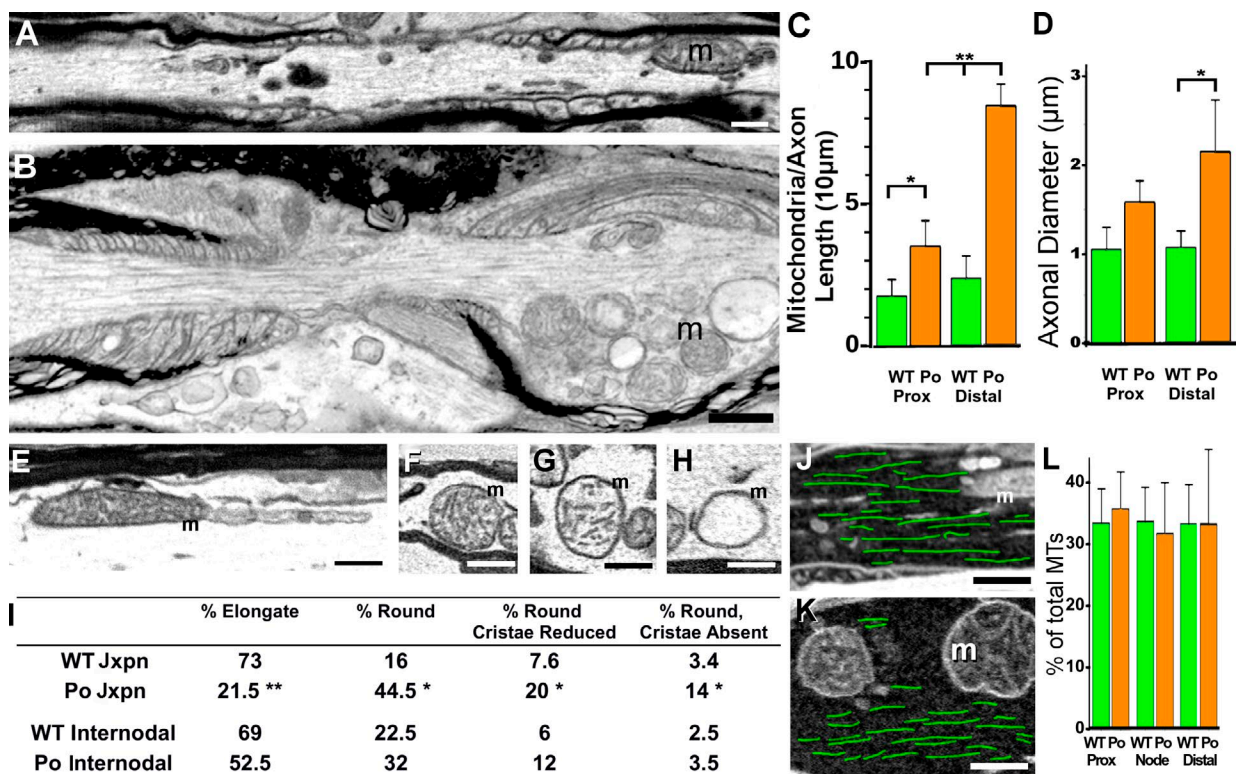 A
m
B
m
C
Mitochondria/Axon
Length (10µm)
10
5
0
*
**
WT Po WT Po
Prox Distal
D
Axonal Diameter (µm)
3
2
1
0
*
WT Po WT Po
Prox Distal
E
m
F
m
G
m
H
m
I
% Elongate % Round % Round % Round,
Cristae Reduced Cristae Absent
WT Jxpn 73 16 7.6 3.4
Po Jxpn 21.5 ** 44.5 * 20 * 14 *
WT Internodal 69 22.5 6 2.5
Po Internodal 52.5 32 12 3.5
J
m
K
m
L
% of total MTs
40
30
20
10
0
WT Po WT Po WT Po
Prox Node Distal